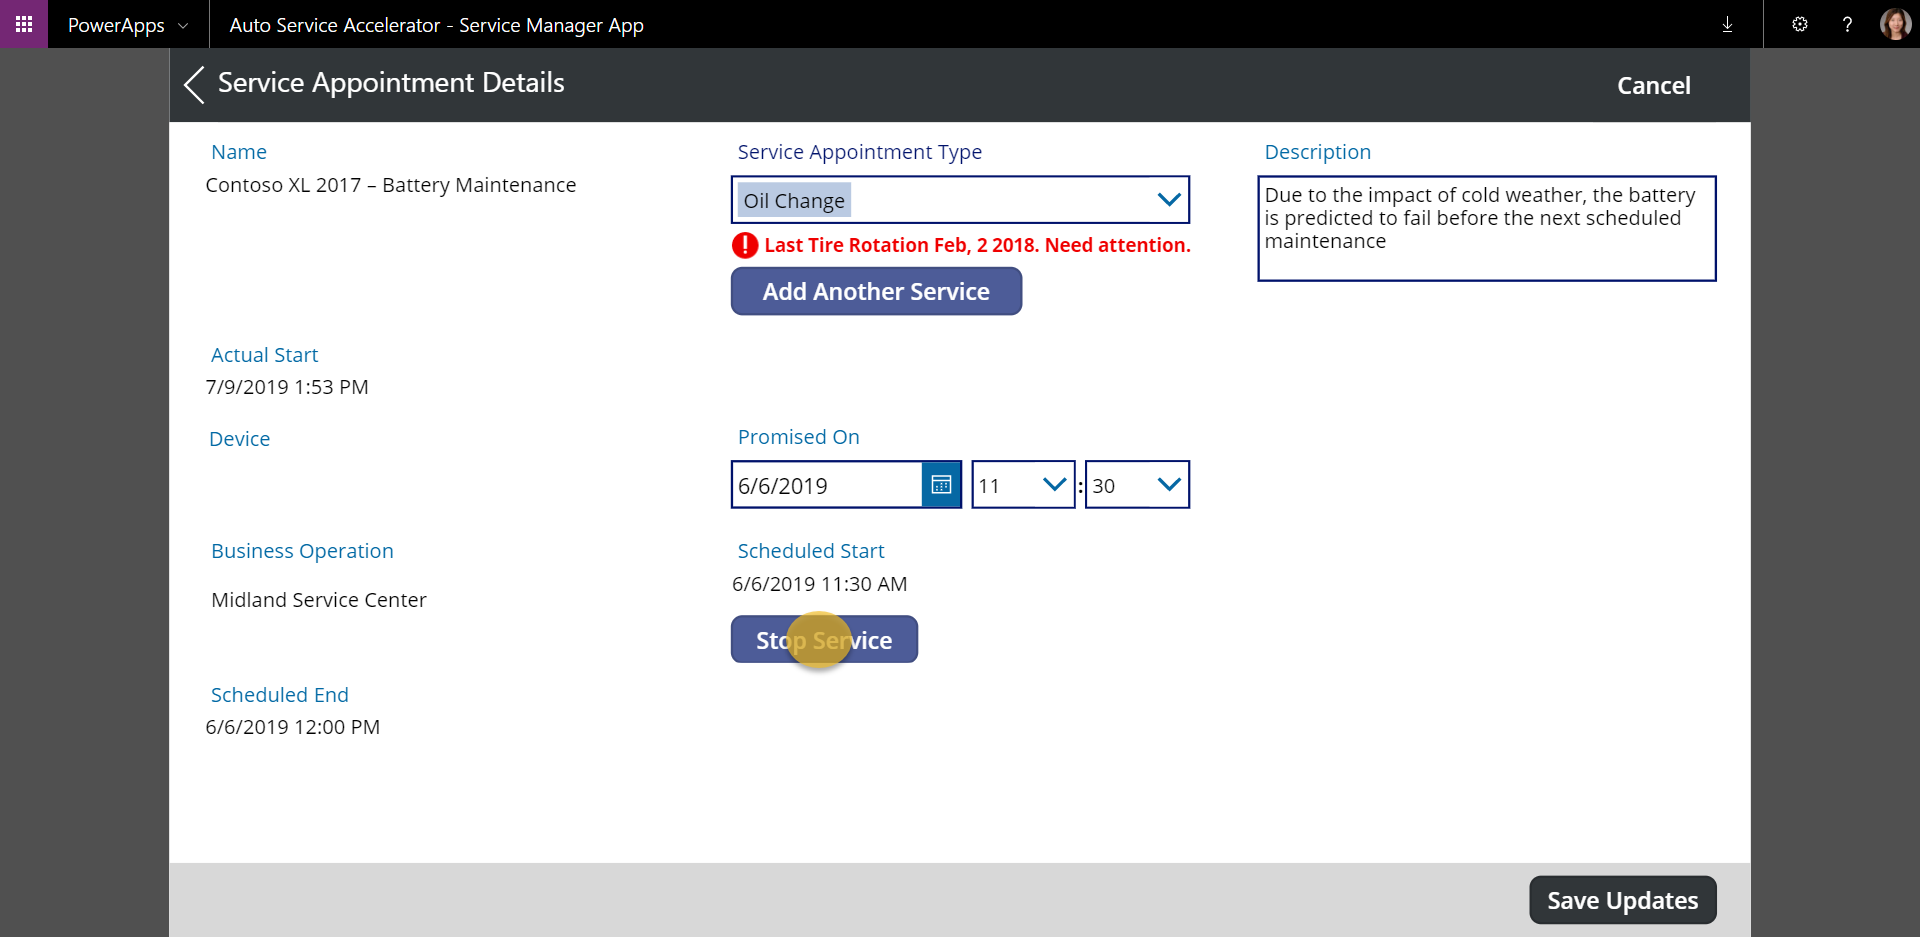 PowerApps
Auto Service Accelerator - Service Manager App
?
Service Appointment Details
Cancel
Name
Contoso XL 2017 – Battery Maintenance
Service Appointment Type
Oil Change
! Last Tire Rotation Feb, 2 2018. Need attention.
Add Another Service
Description
Due to the impact of cold weather, the battery
is predicted to fail before the next scheduled
maintenance
Actual Start
7/9/2019 1:53 PM
Device
Promised On
6/6/2019 11 : 30
Business Operation
Midland Service Center
Scheduled Start
6/6/2019 11:30 AM
Stop Service
Scheduled End
6/6/2019 12:00 PM
Save Updates